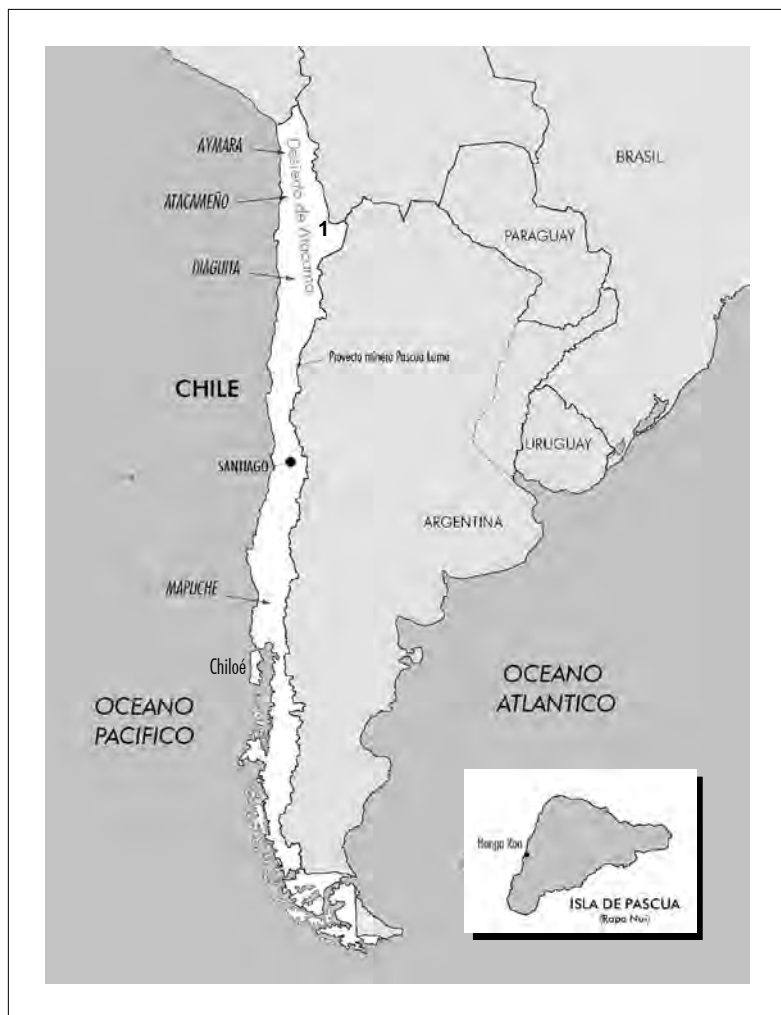 AYMARA
BRASIL
Desierto de Atacama
ATACAMEÑO
1
PARAGUAY
DIAGUITA
Proyecto minero Pascua Lama
CHILE
URUGUAY
SANTIAGO
ARGENTINA
MAPUCHE
Chiloé
OCEANO
PACIFICO
OCEANO
ATLANTICO
Hanga Roa
ISLA DE PASCUA
(Rapa Nui)